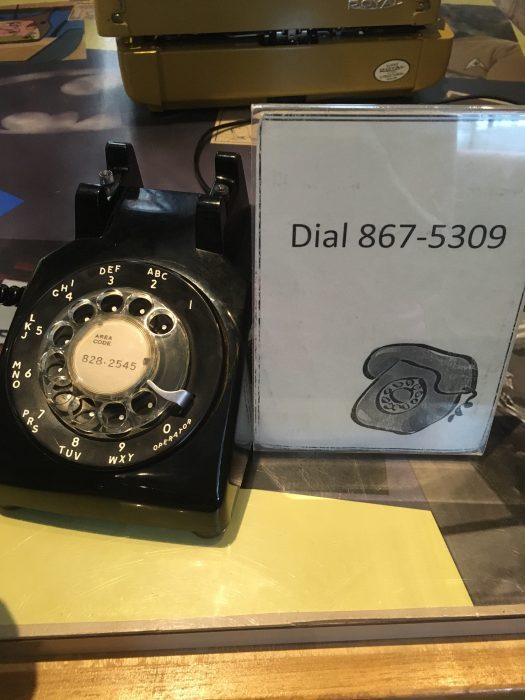 ROYAL
Dial 867-5309
ABC
2
DEF
3
GHI
4
JKL
5
MNO
6
PRS
7
TUV
8
WXY
9
OPERATOR
0
1
AREA
CODE
828-2545